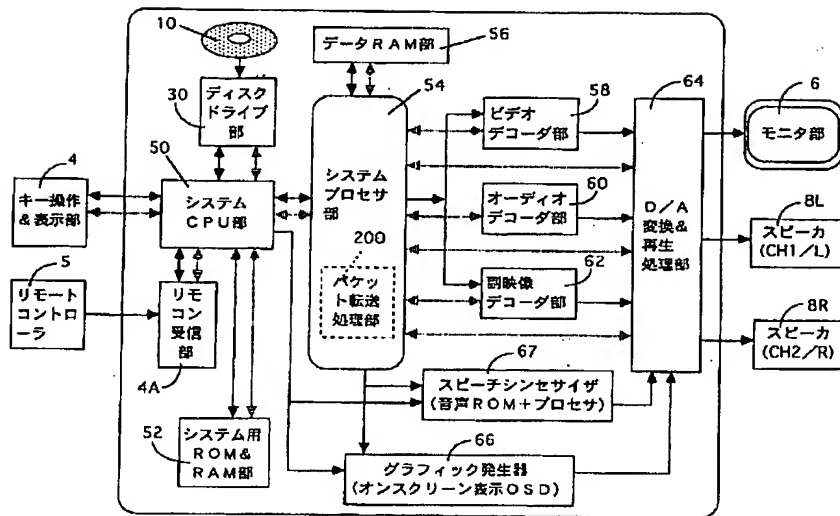 10
ディスク
ドライブ
部
30
データRAM部
56
54
システム
プロセサ
部
200
パケッ
ト転送
処理部
ビデオ
デコーダ部
58
オーディオ
デコーダ部
60
副映像
デコーダ部
62
64
D/A
変換&
再生
処理部
6
モニタ部
8L
スピーカ
(CH1/L)
8R
スピーカ
(CH2/R)
4
キー操作
&表示部
50
システム
CPU部
5
リモート
コントロ
ーラ
リモ
コン
受信
部
4A
52
システム用
ROM&
RAM部
67
スピーチシンセサイザ
(音声ROM+プロセサ)
66
グラフィック発生器
(オンスクリーン表示OSD)